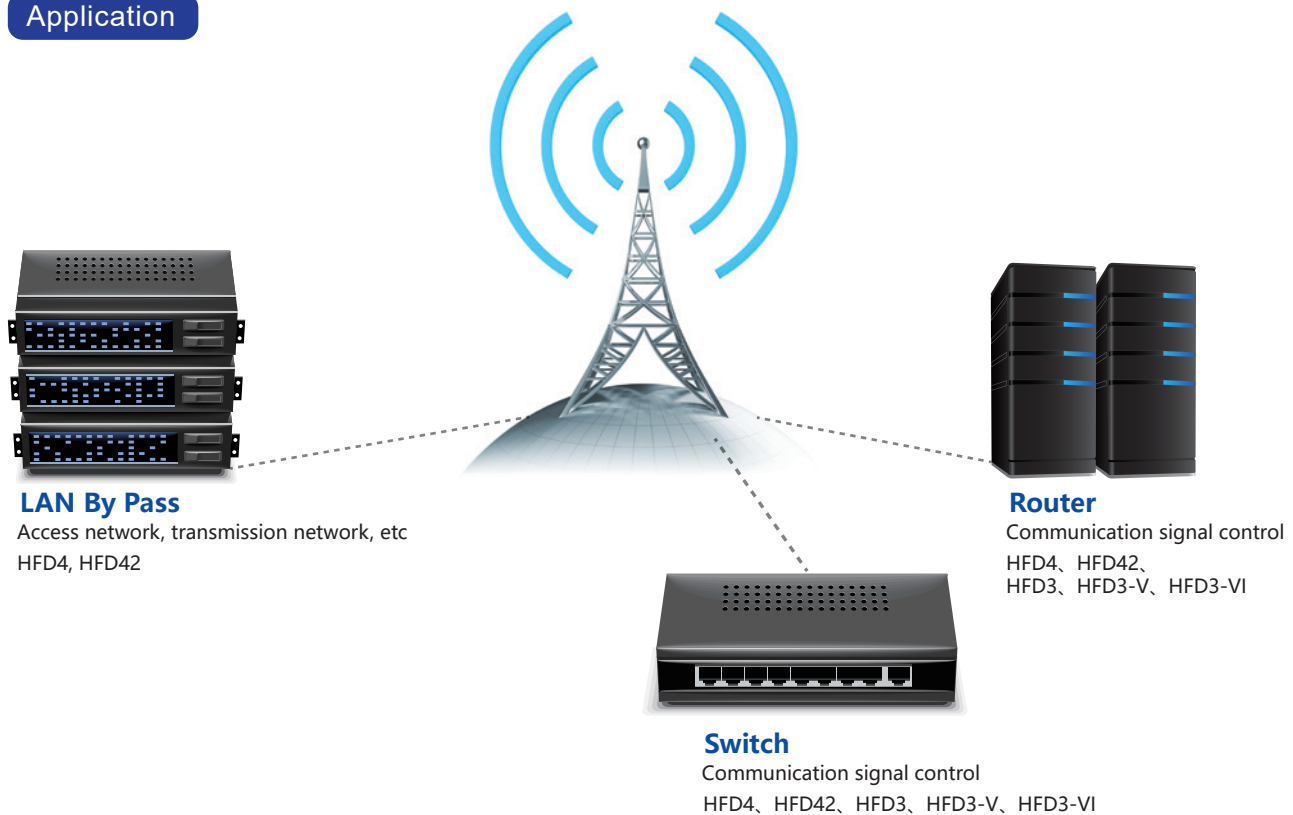 Application
LAN By Pass
Access network, transmission network, etc
HFD4, HFD42
Router
Communication signal control
HFD4、HFD42、
HFD3、HFD3-V、HFD3-VI
Switch
Communication signal control
HFD4、HFD42、HFD3、HFD3-V、HFD3-VI